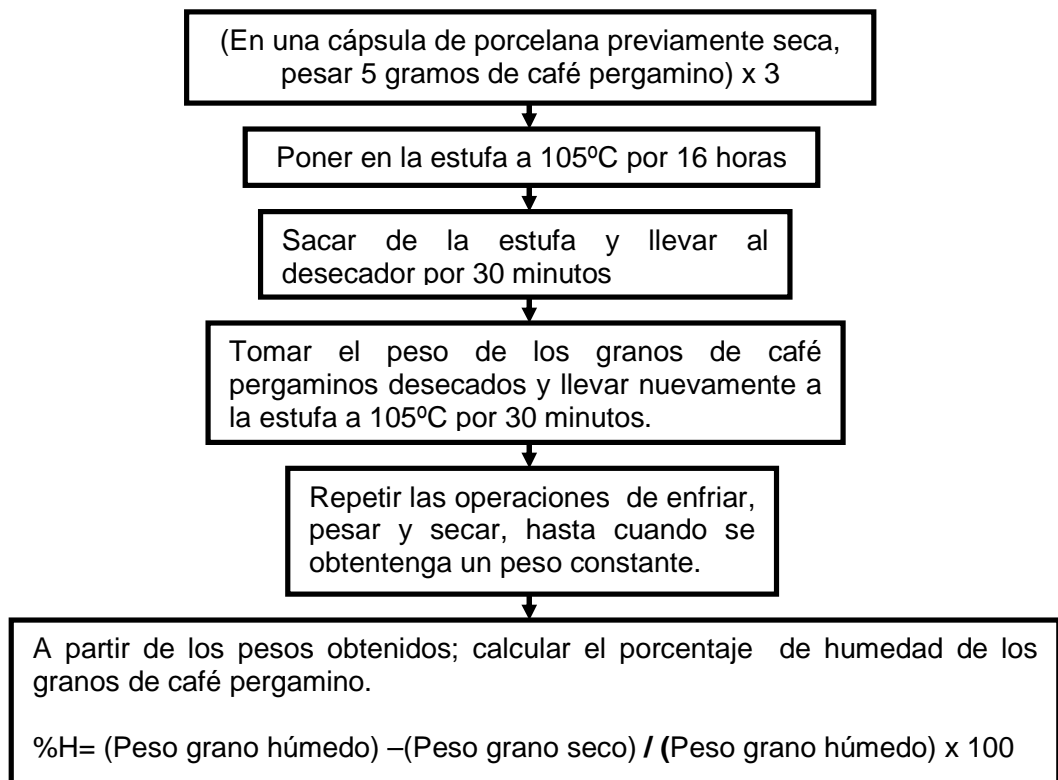 (En una cápsula de porcelana previamente seca,
pesar 5 gramos de café pergamino) x 3
Poner en la estufa a 105ºC por 16 horas
Sacar de la estufa y llevar al
desecador por 30 minutos
Tomar el peso de los granos de café
pergaminos desecados y llevar nuevamente a
la estufa a 105ºC por 30 minutos.
Repetir las operaciones de enfriar,
pesar y secar, hasta cuando se
obtentenga un peso constante.
A partir de los pesos obtenidos; calcular el porcentaje de humedad de los
granos de café pergamino.
%H= (Peso grano húmedo) –(Peso grano seco) / (Peso grano húmedo) x 100